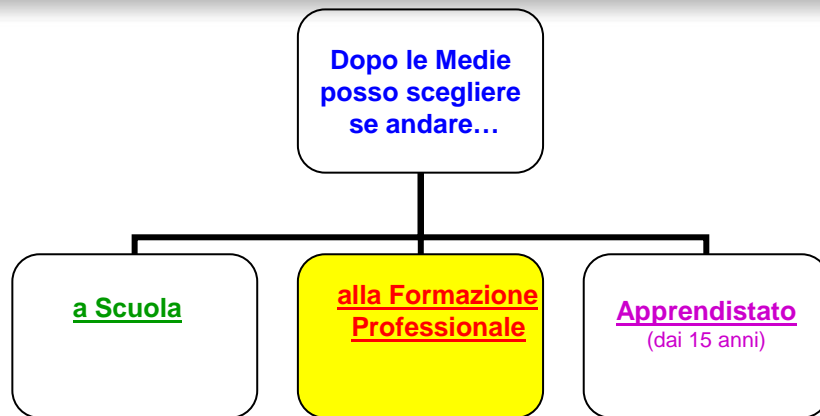 Dopo le Medie
posso scegliere
se andare…
a Scuola
alla Formazione
Professionale
Apprendistato
(dai 15 anni)